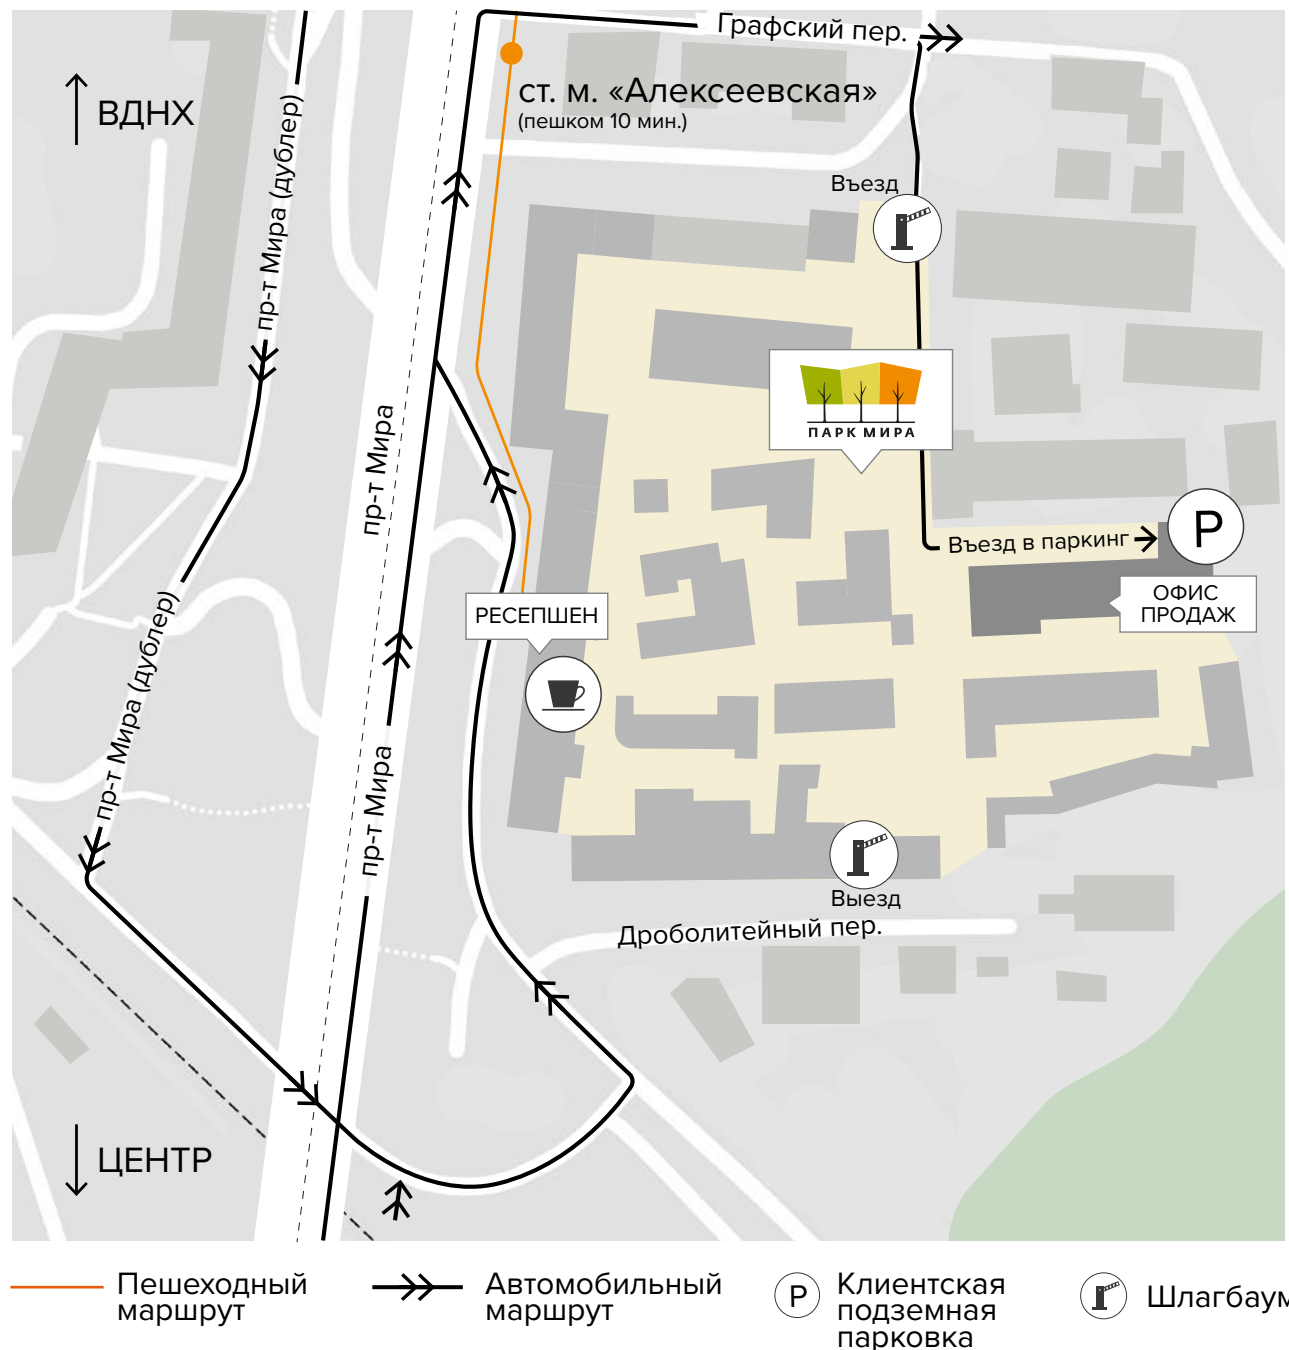 Графский пер.
ВДНХ
ст. м. «Алексеевская»
(пешком 10 мин.)
пр-т Мира (дублер)
Въезд
ПАРК МИРА
пр-т Мира
Въезд в паркинг
P
ОФИС
ПРОДАЖ
РЕСЕПШЕН
пр-т Мира (дублер)
пр-т Мира
Выезд
Дроболитейный пер.
ЦЕНТР
Пешеходный
маршрут
Автомобильный
маршрут
P
Клиентская
подземная
парковка
Шлагбаум